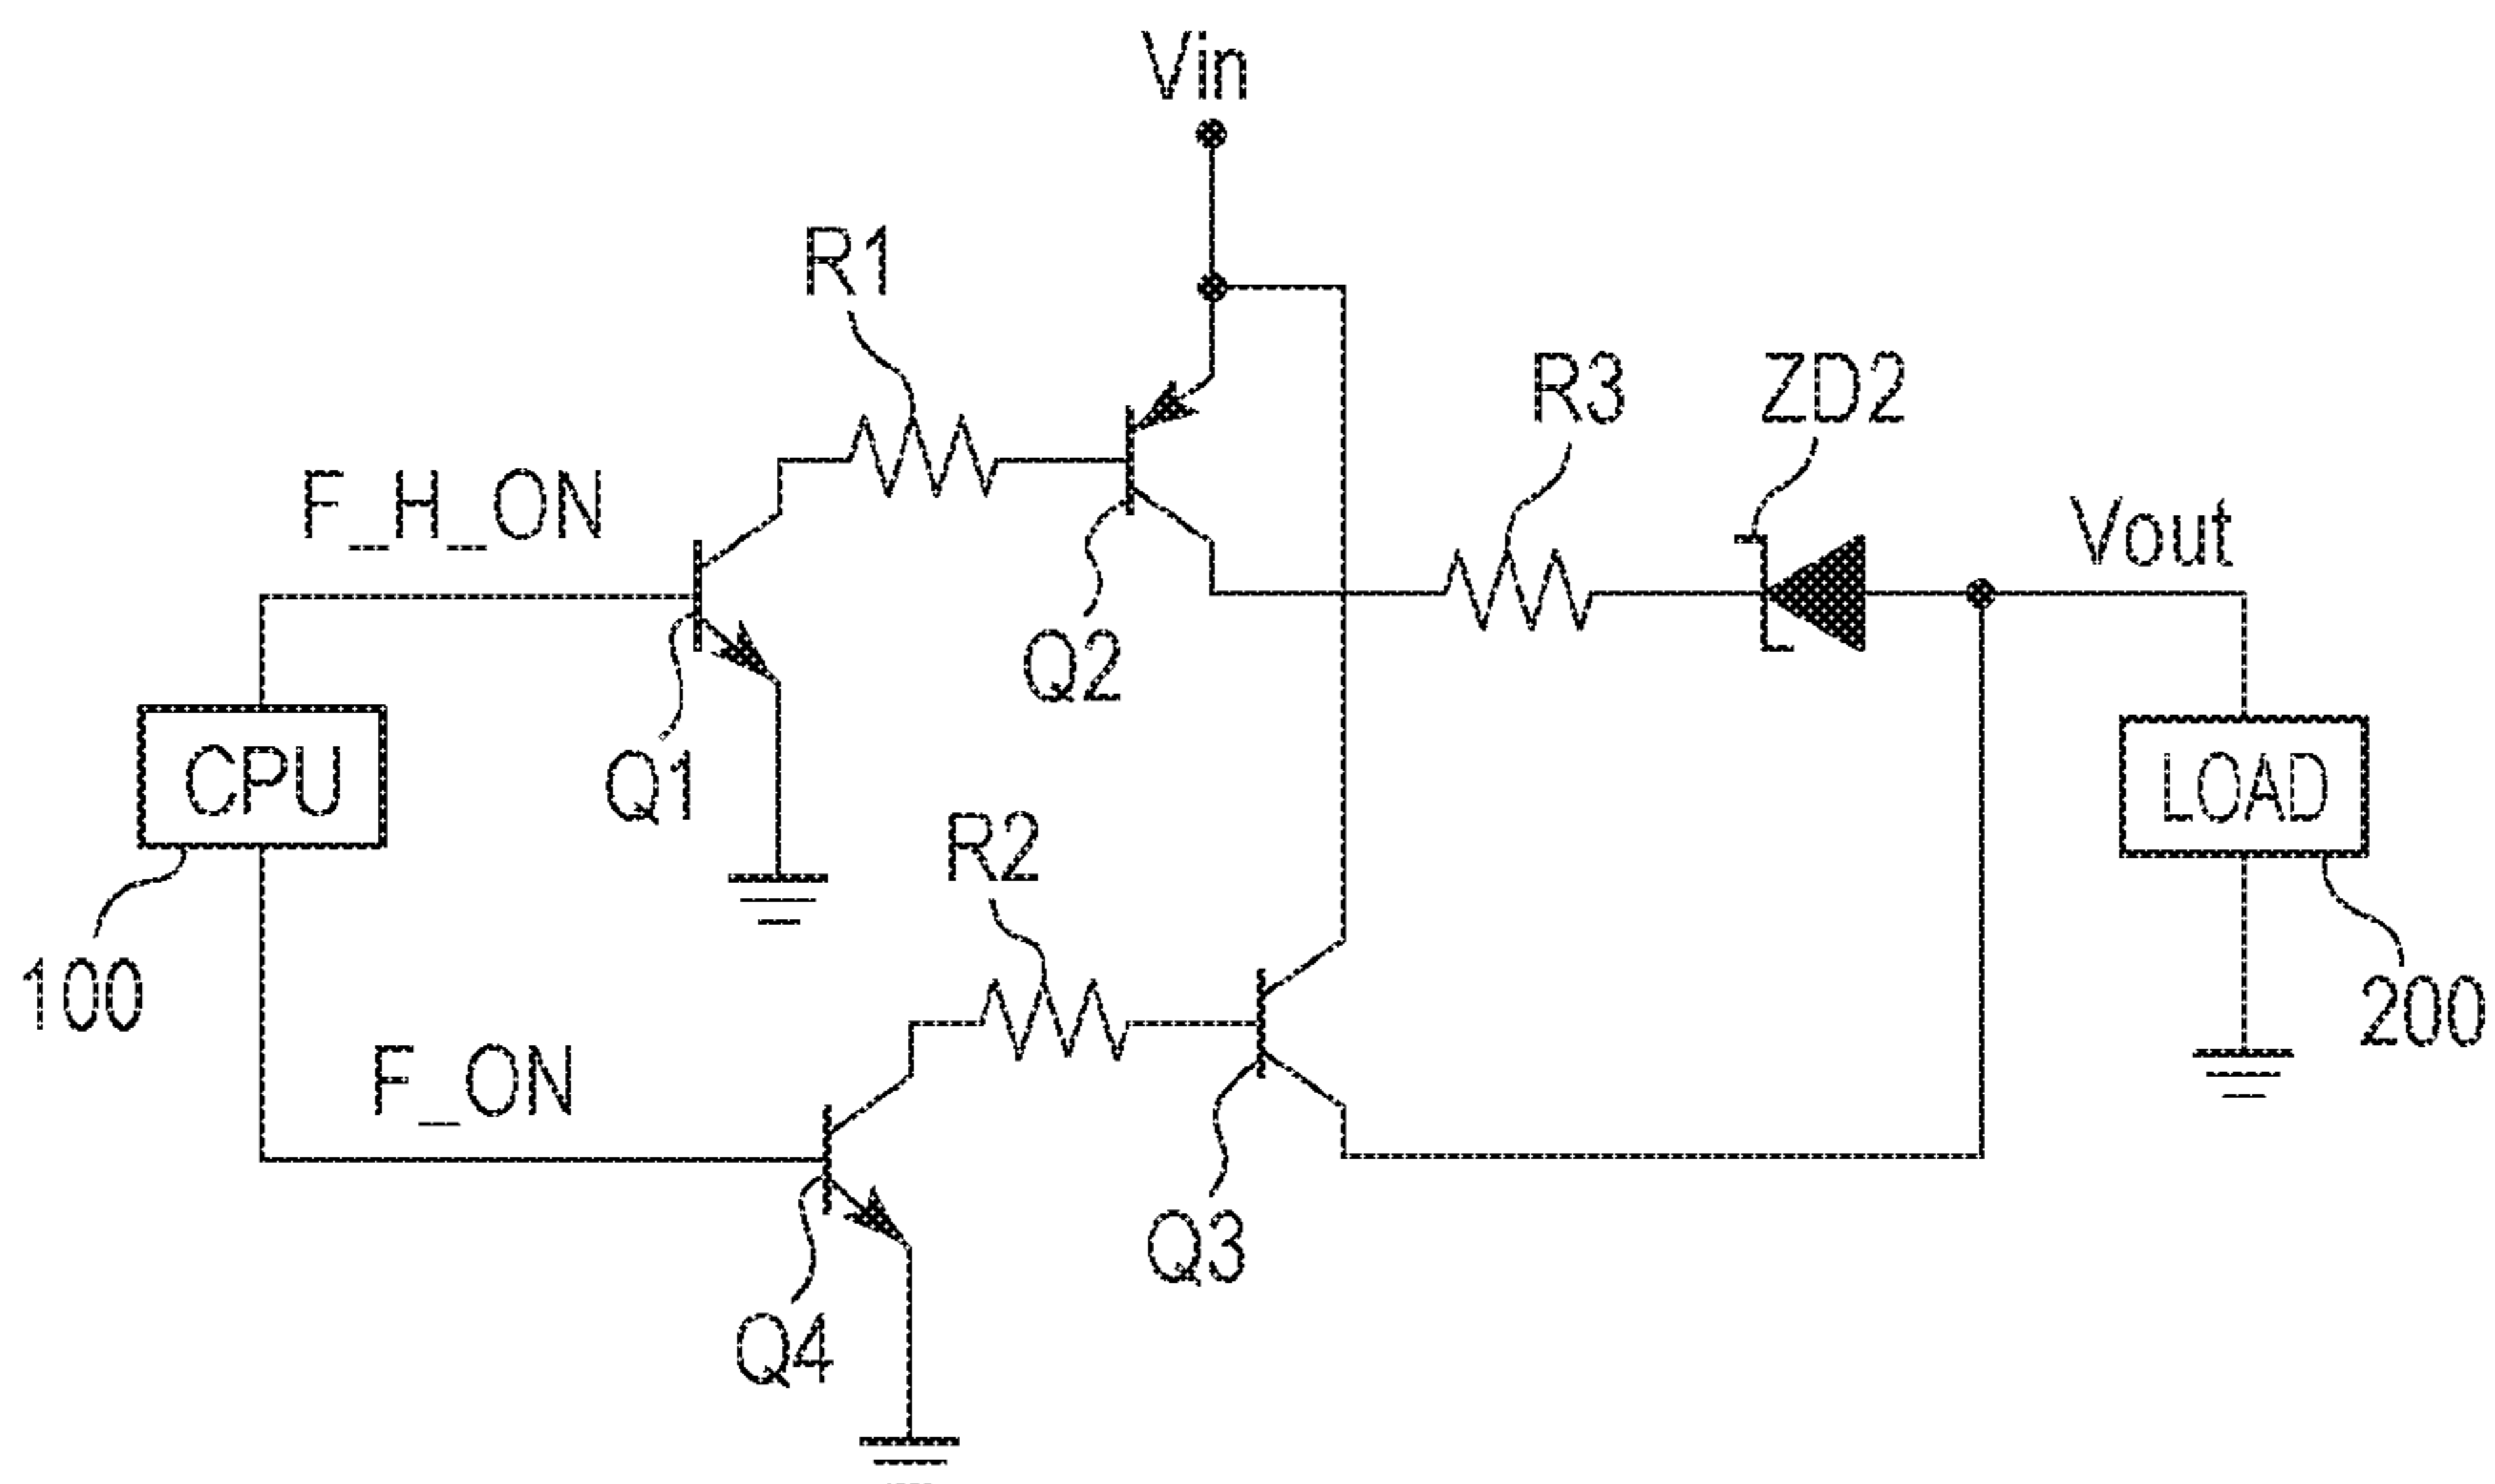 Vin
R1
R3
ZD2
F_H_ON
Vout
Q2
CPU
Q1
LOAD
R2
100
200
F_ON
Q3
Q4